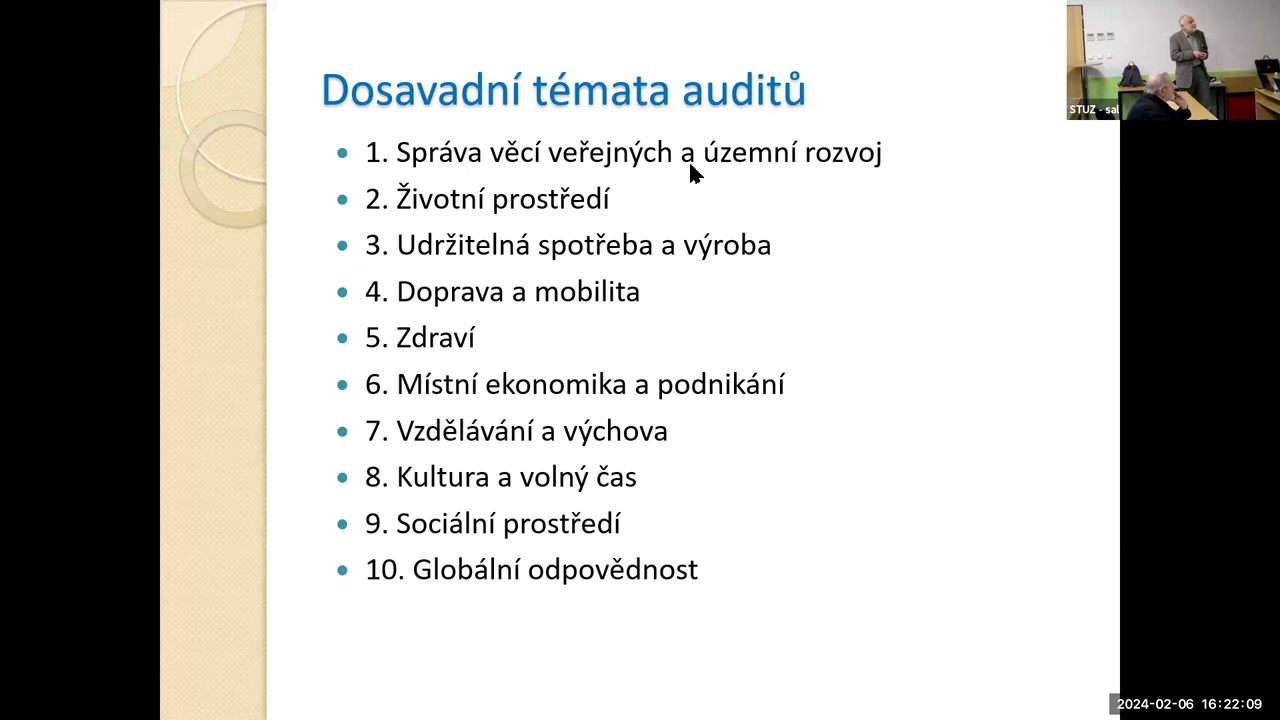 Dosavadní témata auditů
• 1. Správa věcí veřejných a územní rozvoj
• 2. Životní prostředí
• 3. Udržitelná spotřeba a výroba
• 4. Doprava a mobilita
• 5. Zdraví
• 6. Místní ekonomika a podnikání
• 7. Vzdělávání a výchova
• 8. Kultura a volný čas
• 9. Sociální prostředí
• 10. Globální odpovědnost
STUZ - sal
2024-02-06 16:22:09